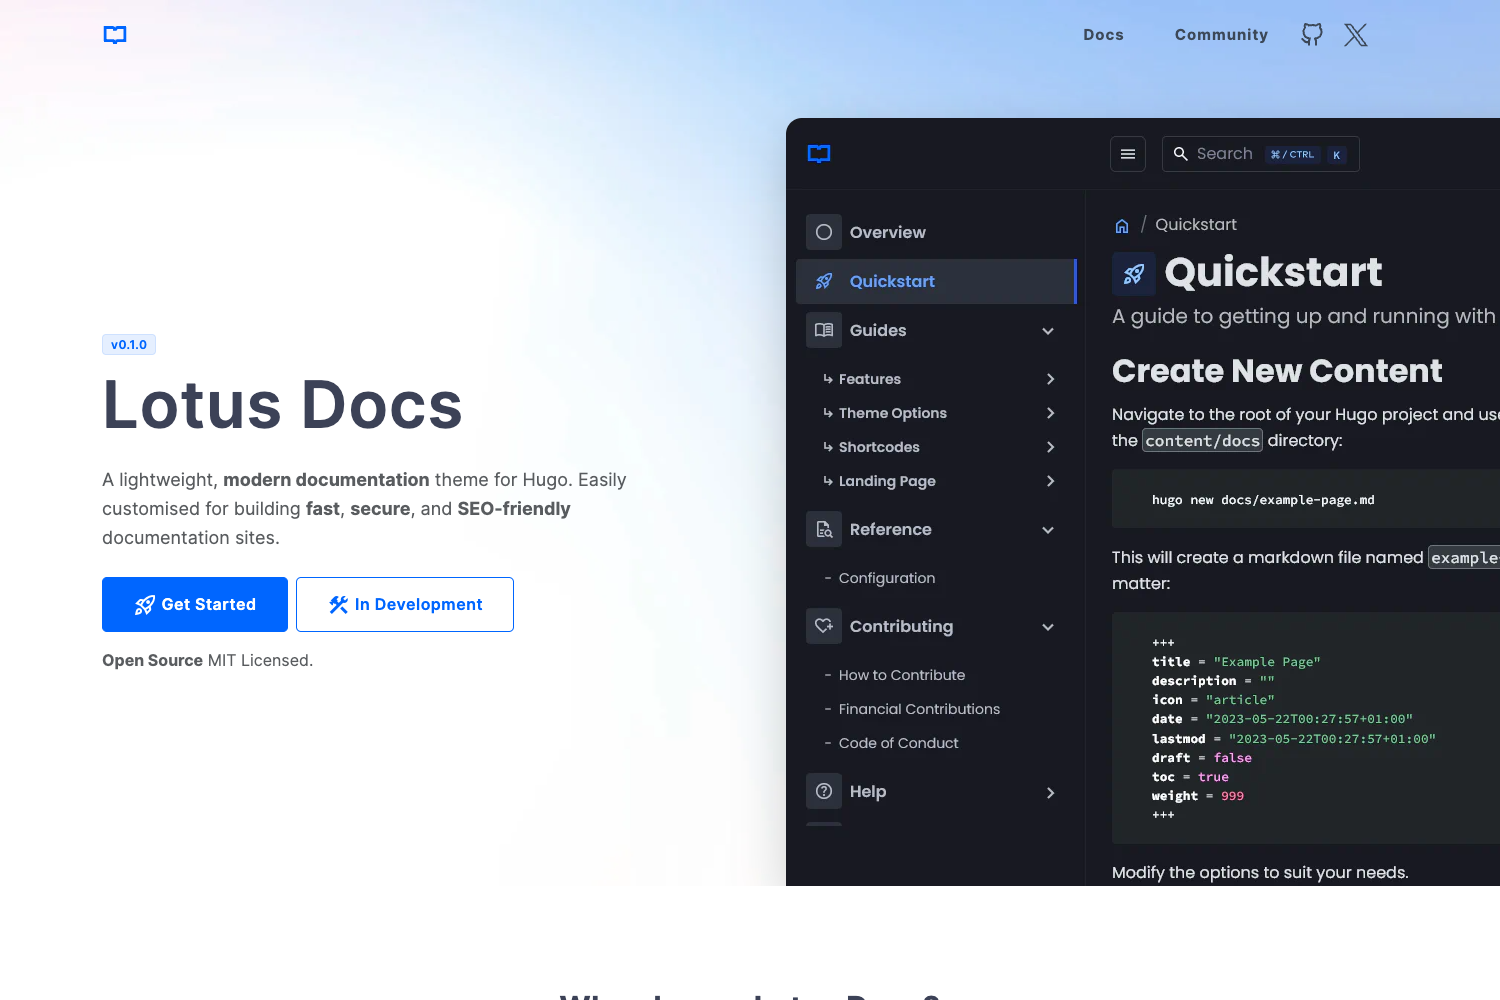 Docs Community
v0.1.0
Lotus Docs
A lightweight, modern documentation theme for Hugo. Easily
customised for building fast, secure, and SEO-friendly
documentation sites.
Get Started In Development
Open Source MIT Licensed.
Search ⌘/CTRL K
Overview
Quickstart
Guides
↳ Features
↳ Theme Options
↳ Shortcodes
↳ Landing Page
Reference
- Configuration
Contributing
- How to Contribute
- Financial Contributions
- Code of Conduct
Help
/ Quickstart
Quickstart
A guide to getting up and running with
Create New Content
Navigate to the root of your Hugo project and use
the content/docs directory:
hugo new docs/example-page.md
This will create a markdown file named example-
matter:
+++
title = "Example Page"
description = ""
icon = "article"
date = "2023-05-22T00:27:57+01:00"
lastmod = "2023-05-22T00:27:57+01:00"
draft = false
toc = true
weight = 999
+++
Modify the options to suit your needs.